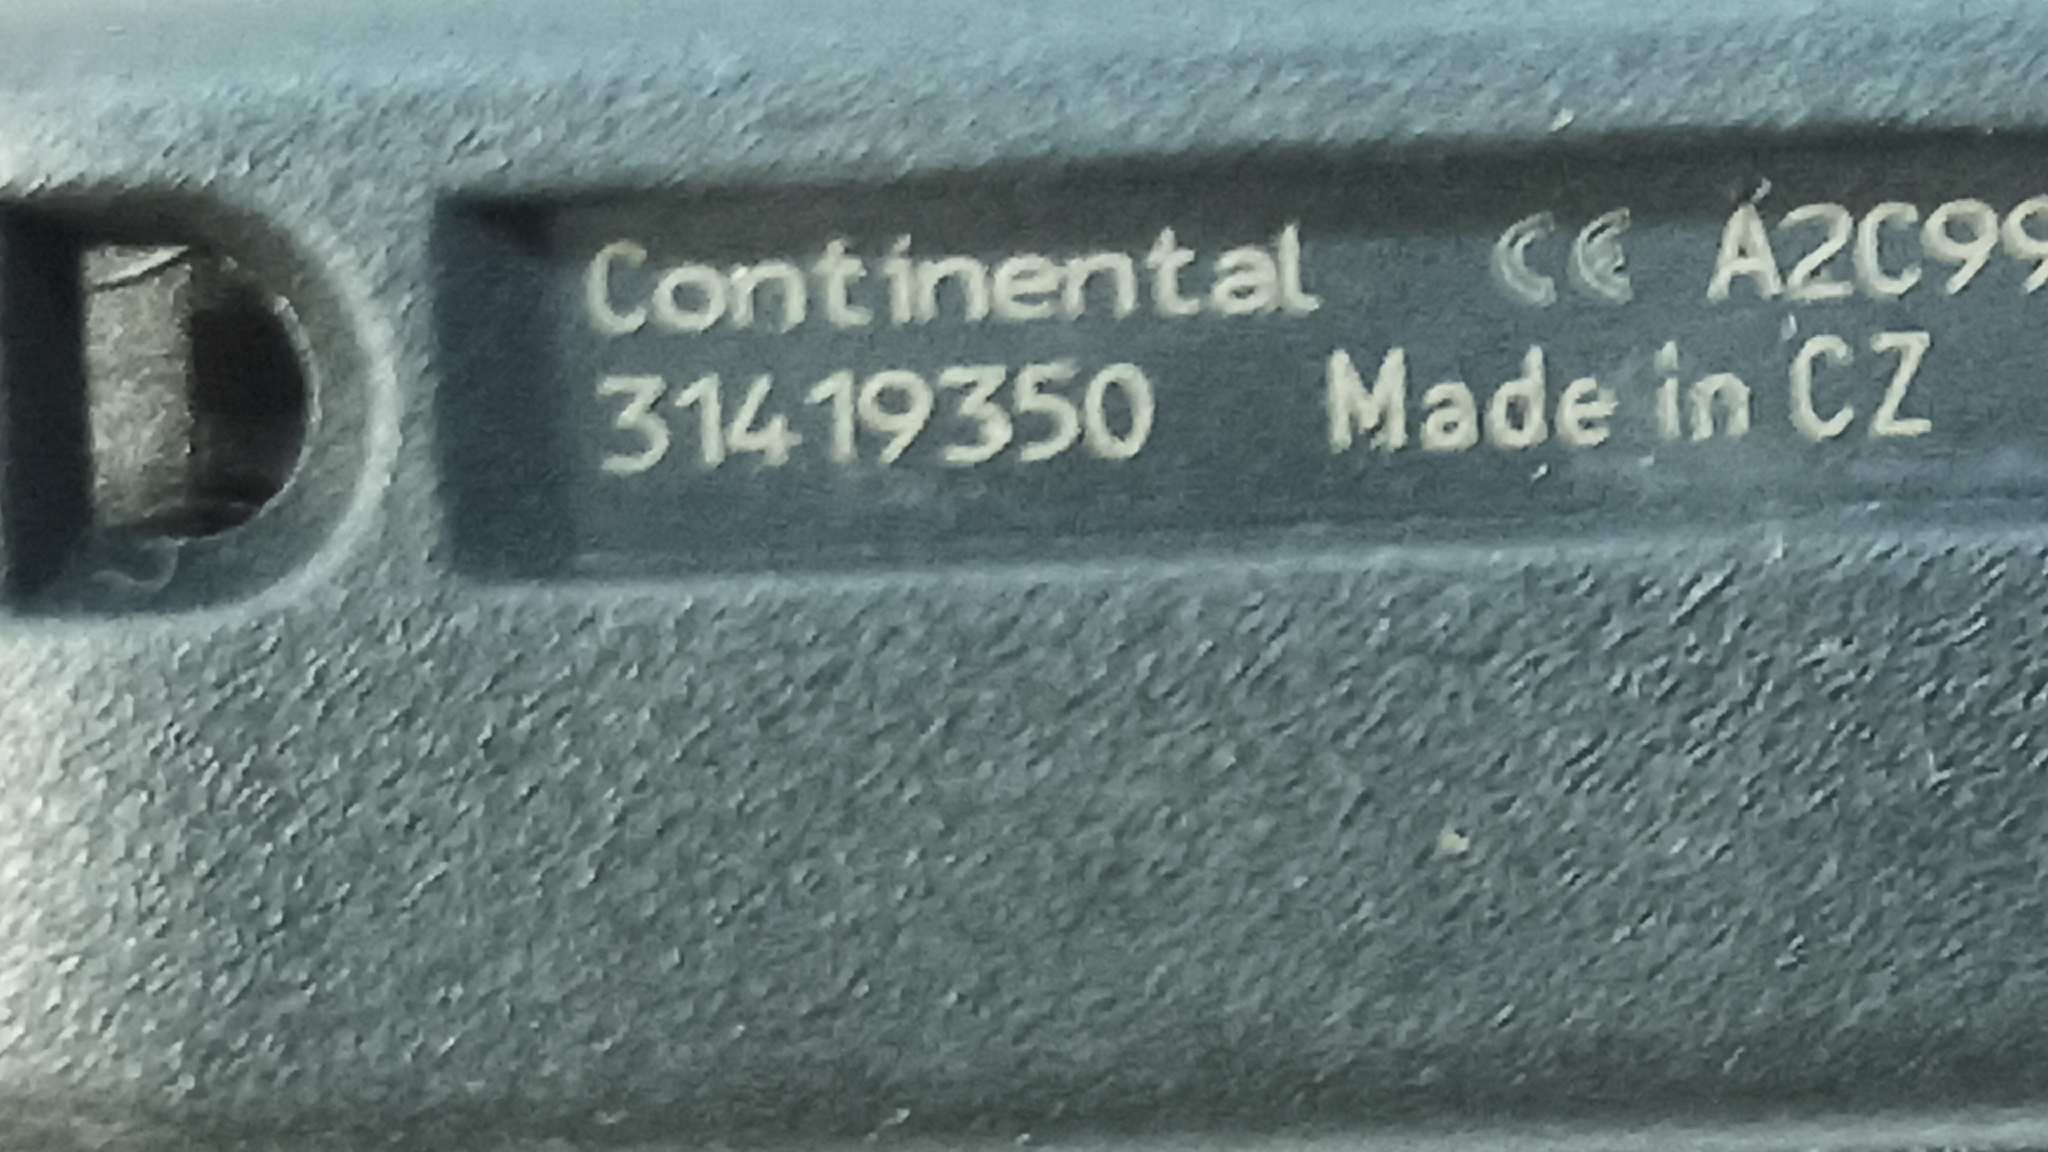 Continental CE A2C99
31419350 Made in CZ